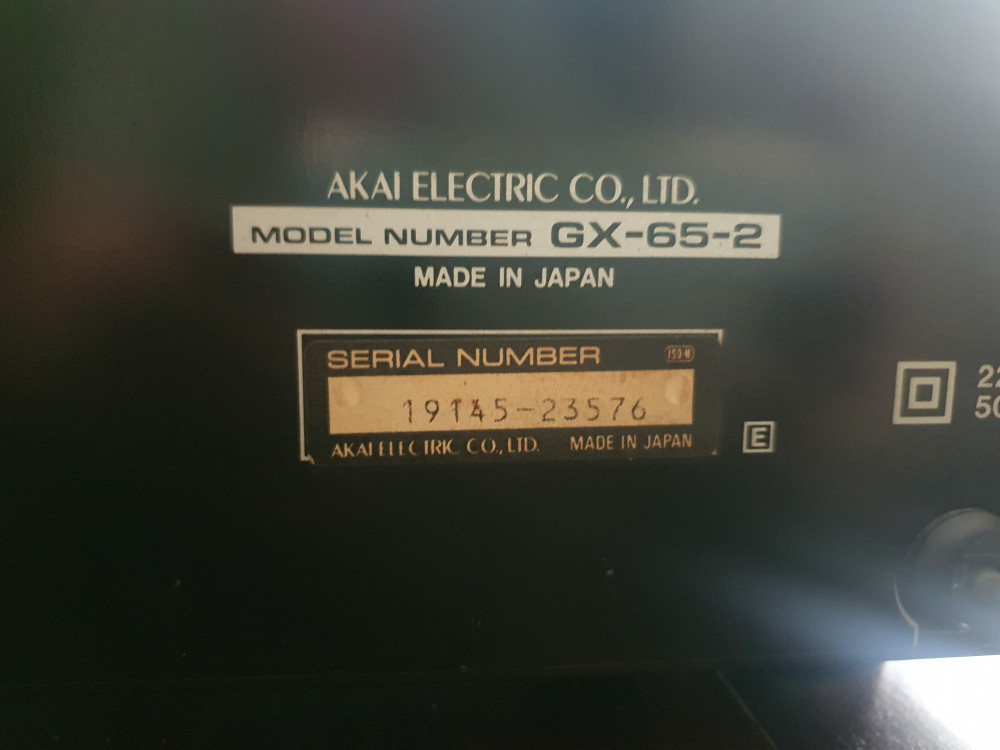 AKAI ELECTRIC CO., LTD.
MODEL NUMBER GX-65-2
MADE IN JAPAN
SERIAL NUMBER ISO-M
19145-23576
AKAI ELECTRIC CO., LTD. MADE IN JAPAN
E